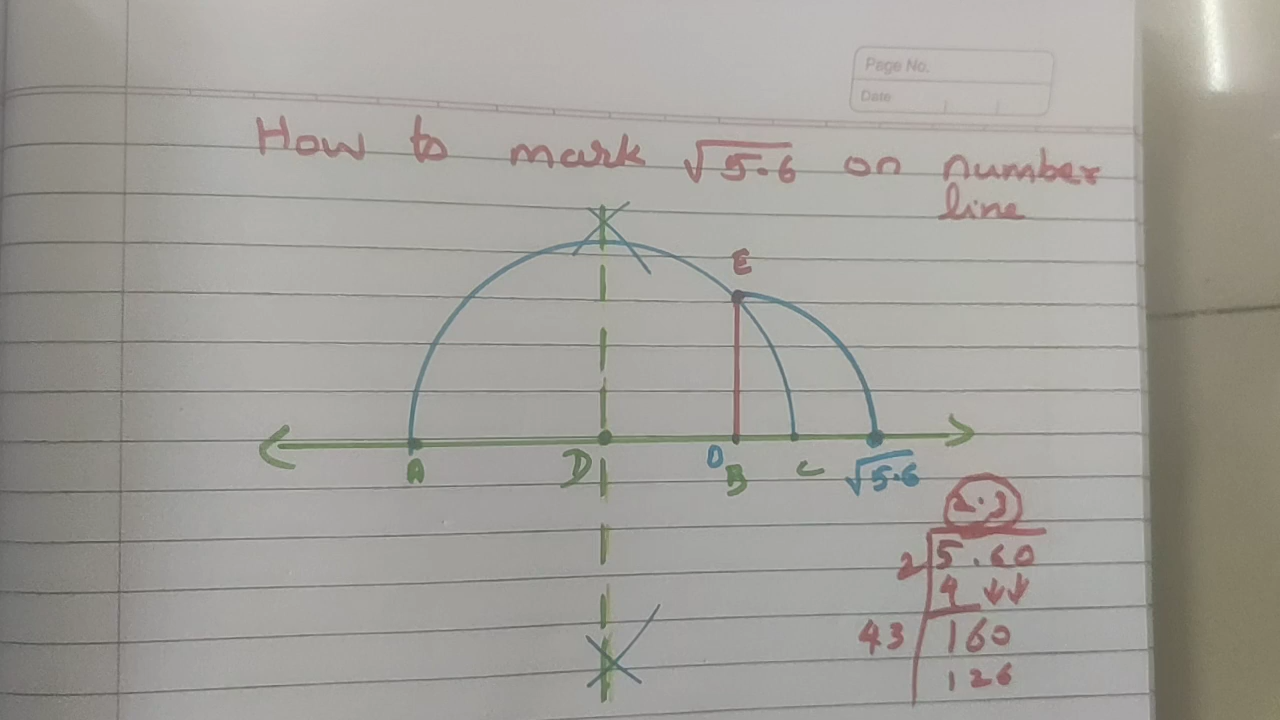 Page No.
Date
How to mark √5.6 on number
line
E
A D 0 B C √5.6
2.3
2 5.60
4 ↓↓
43 160
126